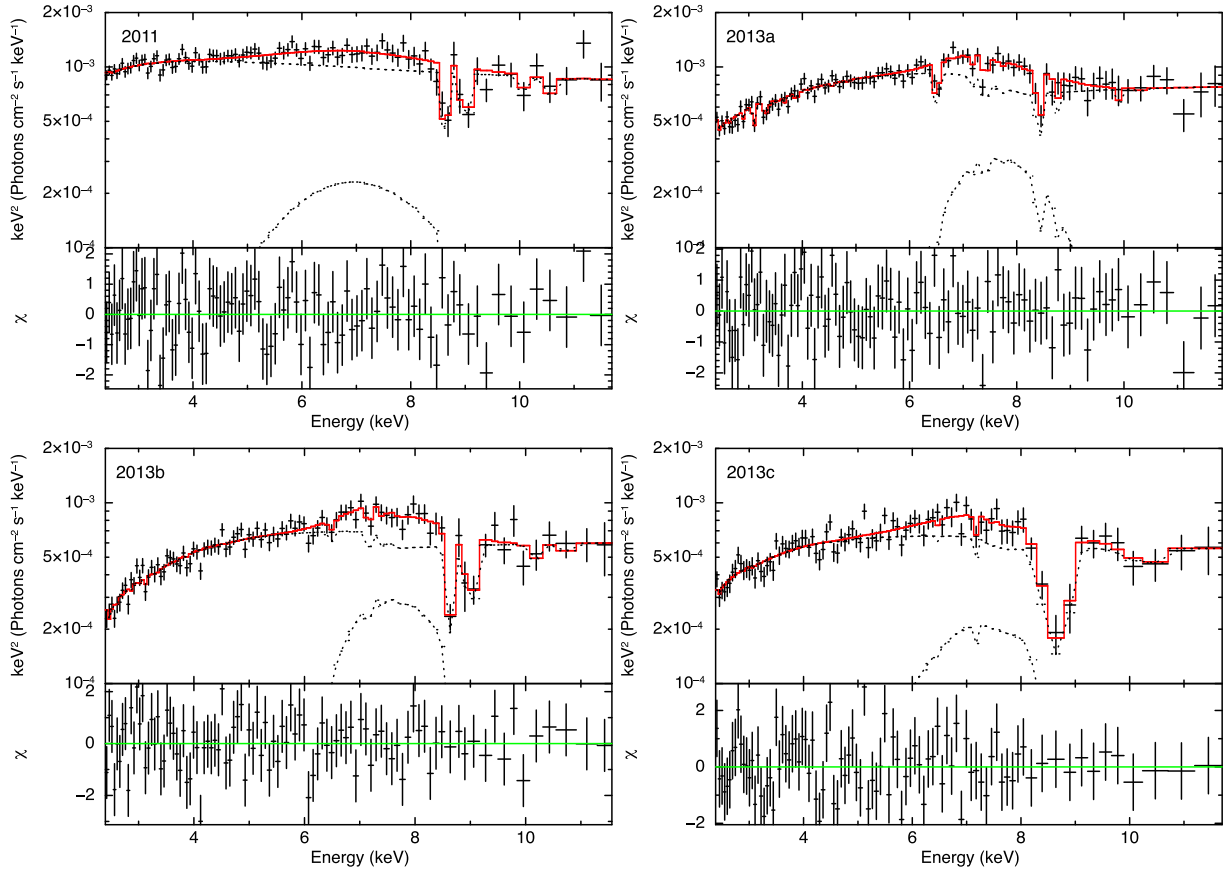 2011
2×10⁻³
10⁻³
5×10⁻⁴
2×10⁻⁴
10⁻⁴
keV² (Photons cm⁻² s⁻¹ keV⁻¹)
2
1
0
−1
−2
χ
4 6 8 10
Energy (keV)
2013a
2×10⁻³
10⁻³
5×10⁻⁴
2×10⁻⁴
10⁻⁴
keV² (Photons cm⁻² s⁻¹ keV⁻¹)
2
1
0
−1
−2
χ
4 6 8 10
Energy (keV)
2013b
2×10⁻³
10⁻³
5×10⁻⁴
2×10⁻⁴
10⁻⁴
keV² (Photons cm⁻² s⁻¹ keV⁻¹)
2
0
−2
χ
4 6 8 10
Energy (keV)
2013c
2×10⁻³
10⁻³
5×10⁻⁴
2×10⁻⁴
10⁻⁴
keV² (Photons cm⁻² s⁻¹ keV⁻¹)
2
0
−2
χ
4 6 8 10
Energy (keV)